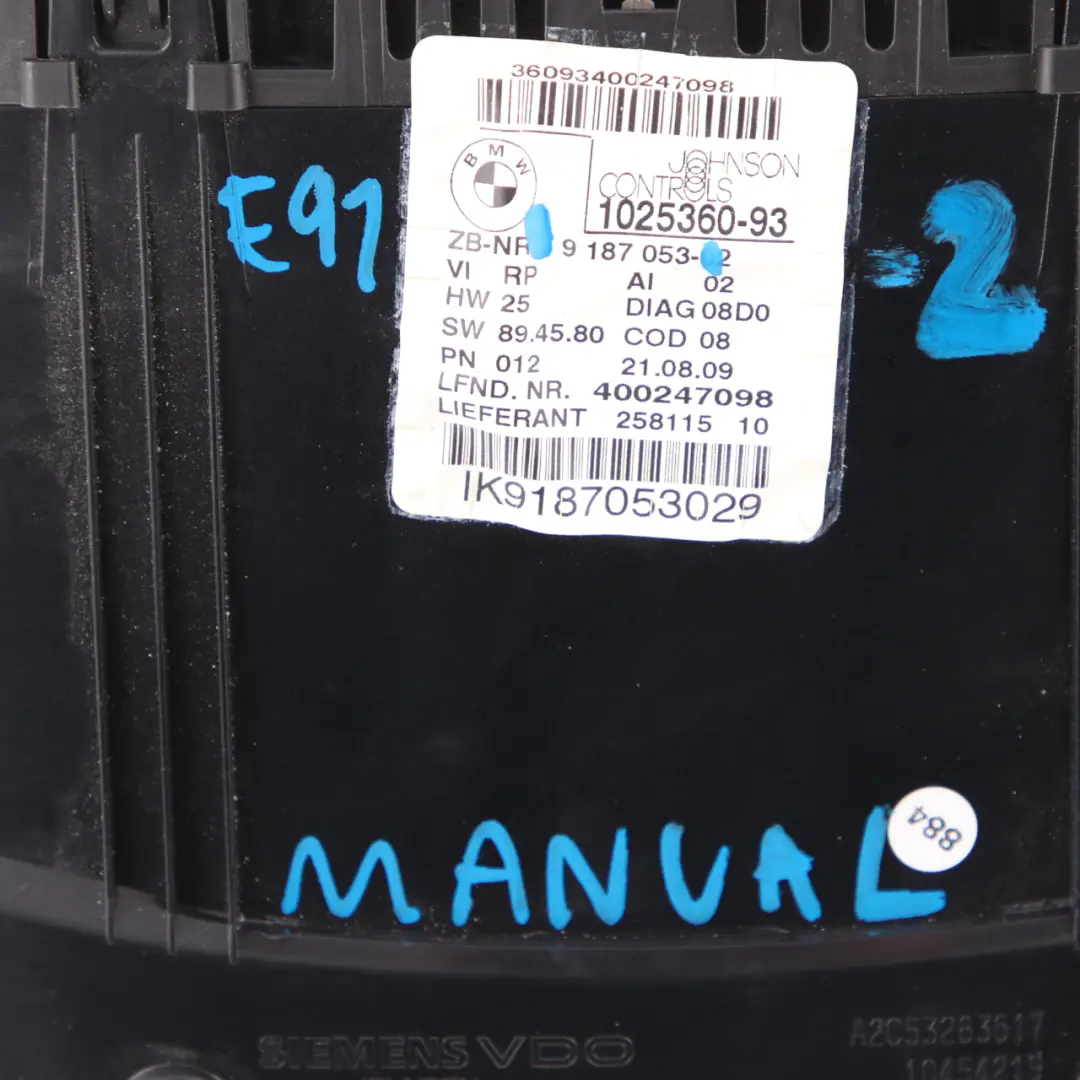 36093400247098
BMW
JOHNSON
CONTROLS
1025360-93
E91
-2
ZB-NR 9 187 053-02
VI RP AI 02
HW 25 DIAG 08D0
SW 89.45.80 COD 08
PN 012 21.08.09
LFND. NR. 400247098
LIEFERANT 258115 10
IK9187053029
884
MANUAL
SIEMENS VDO
A2C53283617
10454219